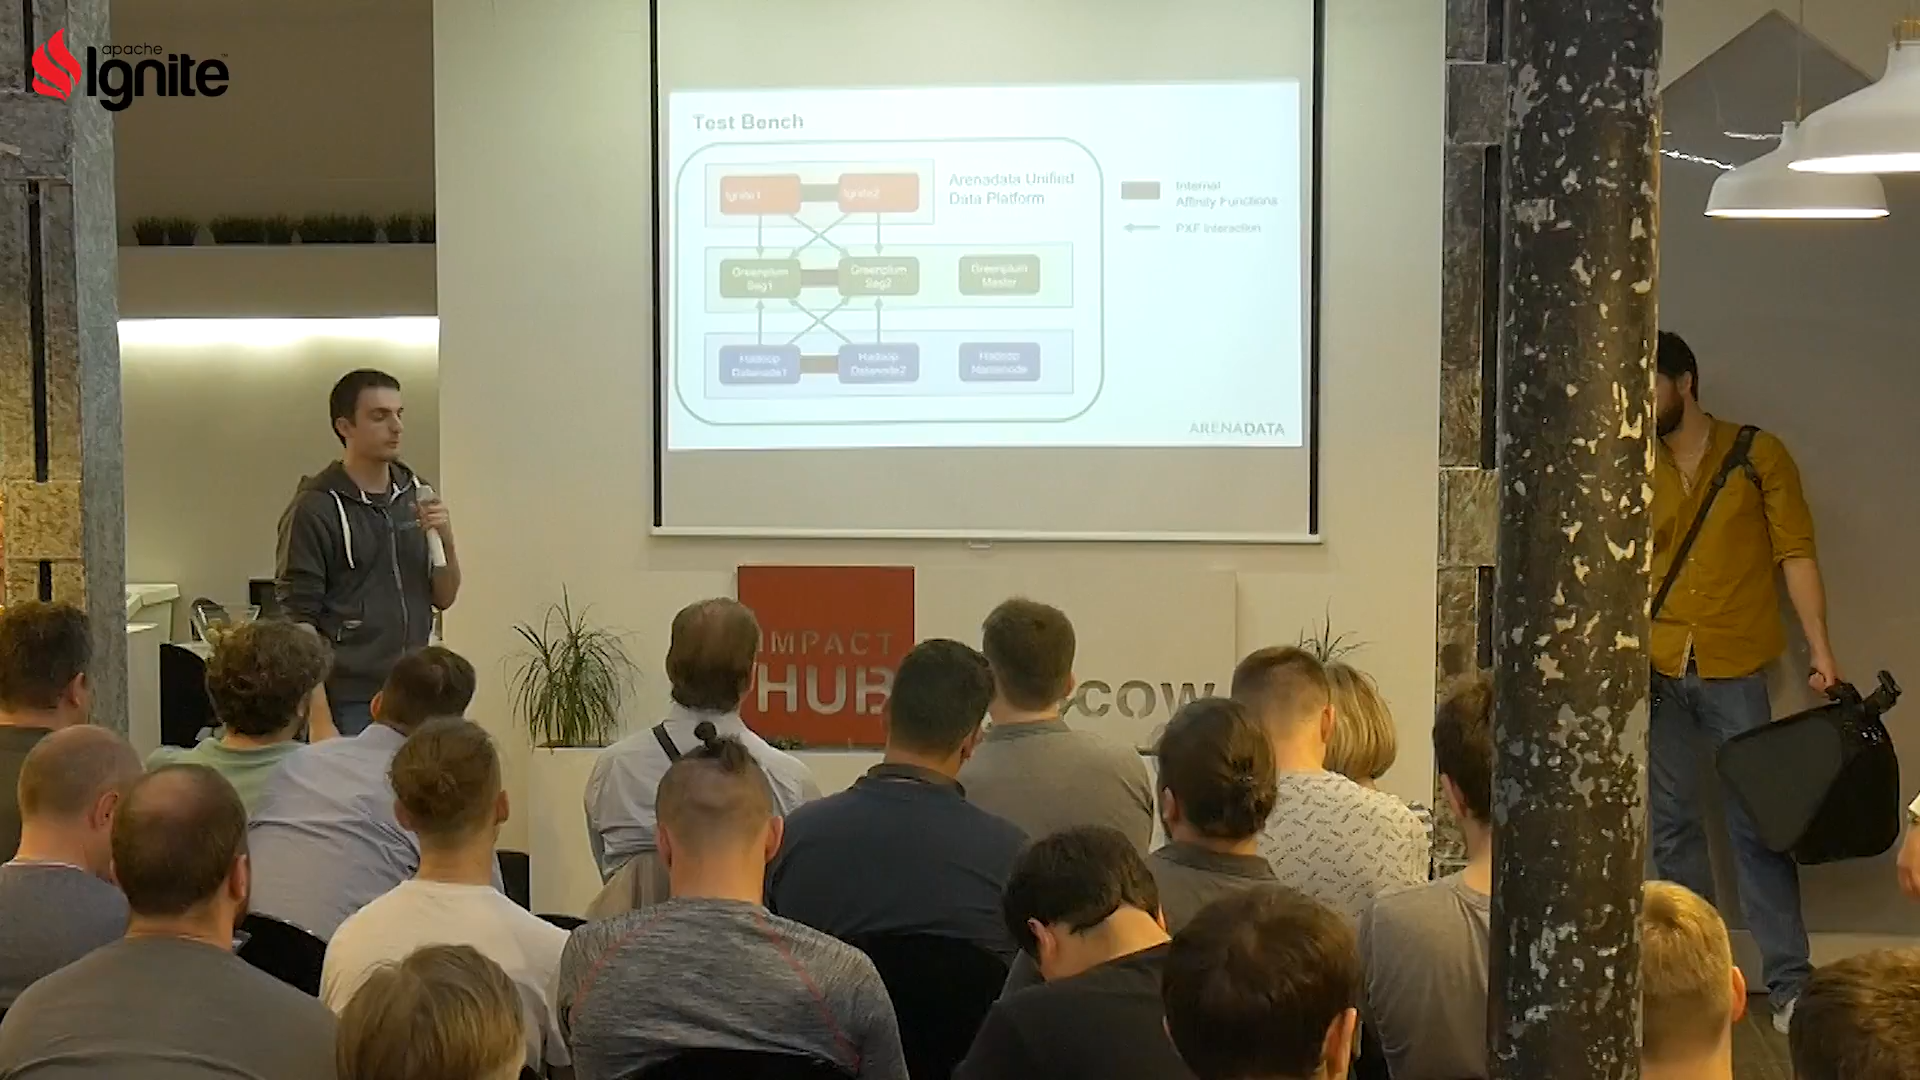 apache
Ignite
Test Bench
Ignite1
Ignite2
Arenadata Unified
Data Platform
Internal
Affinity Functions
PXF Interaction
Greenplum
Seg1
Greenplum
Seg2
Greenplum
Master
Hadoop
Datanode1
Hadoop
Datanode2
Hadoop
ARENADATA
IMPACT
HUB
COW